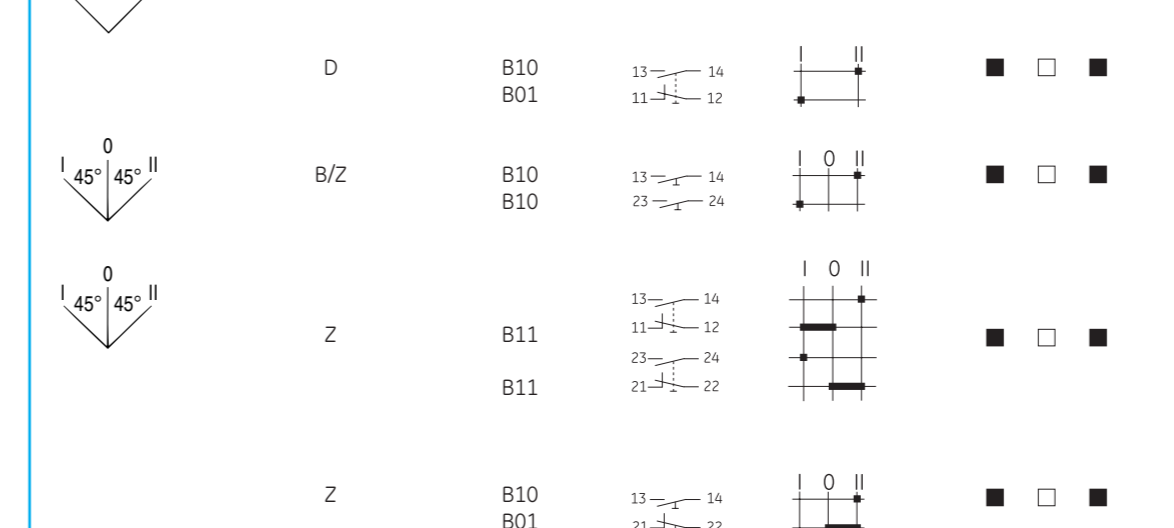 I II
D B10 13 14
B01 11 12
0
I 45° 45° II
I 0 II
B/Z B10 13 14
B10 23 24
0
I 45° 45° II
I 0 II
13 14
11 12
Z B11
23 24
B11 21 22
I 0 II
Z B10 13 14
B01 21 22